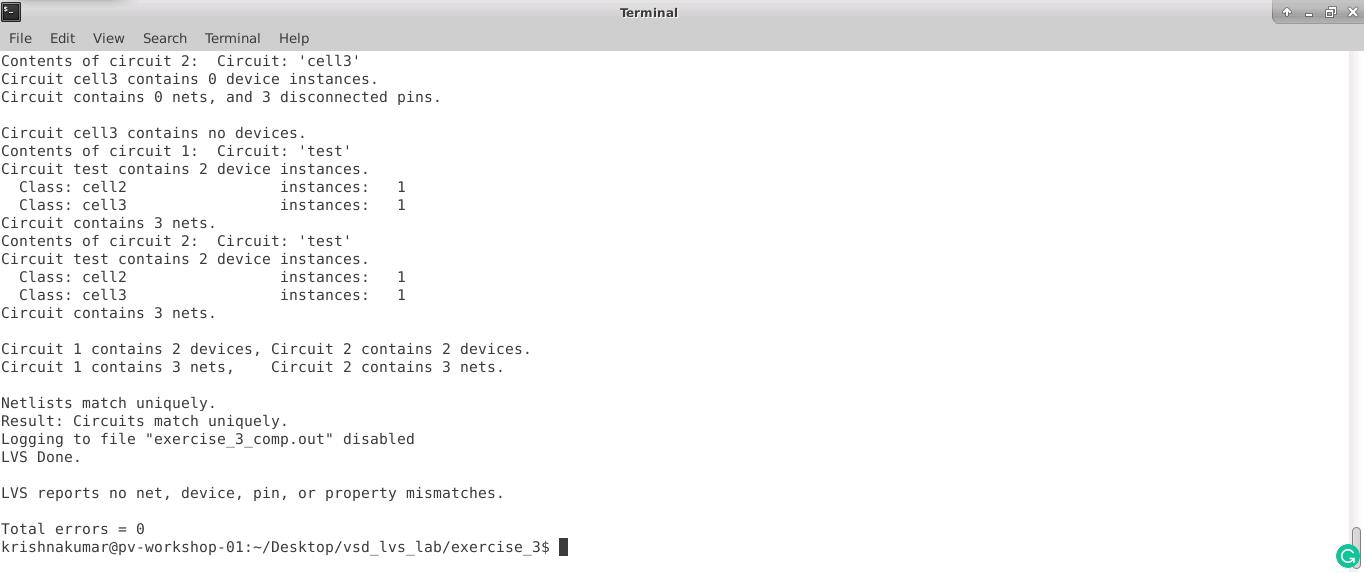 Terminal
File Edit View Search Terminal Help
Contents of circuit 2:  Circuit: 'cell3'
Circuit cell3 contains 0 device instances.
Circuit contains 0 nets, and 3 disconnected pins.
Circuit cell3 contains no devices.
Contents of circuit 1:  Circuit: 'test'
Circuit test contains 2 device instances.
  Class: cell2                 instances:   1
  Class: cell3                 instances:   1
Circuit contains 3 nets.
Contents of circuit 2:  Circuit: 'test'
Circuit test contains 2 device instances.
  Class: cell2                 instances:   1
  Class: cell3                 instances:   1
Circuit contains 3 nets.
Circuit 1 contains 2 devices, Circuit 2 contains 2 devices.
Circuit 1 contains 3 nets,    Circuit 2 contains 3 nets.
Netlists match uniquely.
Result: Circuits match uniquely.
Logging to file "exercise_3_comp.out" disabled
LVS Done.
LVS reports no net, device, pin, or property mismatches.
Total errors = 0
krishnakumar@pv-workshop-01:~/Desktop/vsd_lvs_lab/exercise_3$